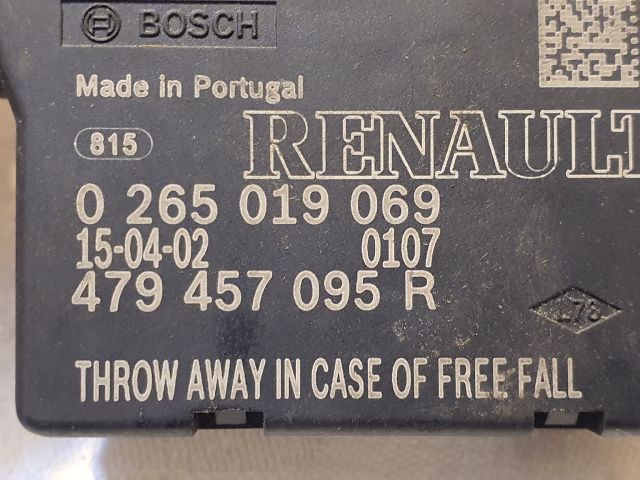 BOSCH
Made in Portugal
815
RENAULT
0 265 019 069
15-04-02 0107
479 457 095 R
L78
THROW AWAY IN CASE OF FREE FALL